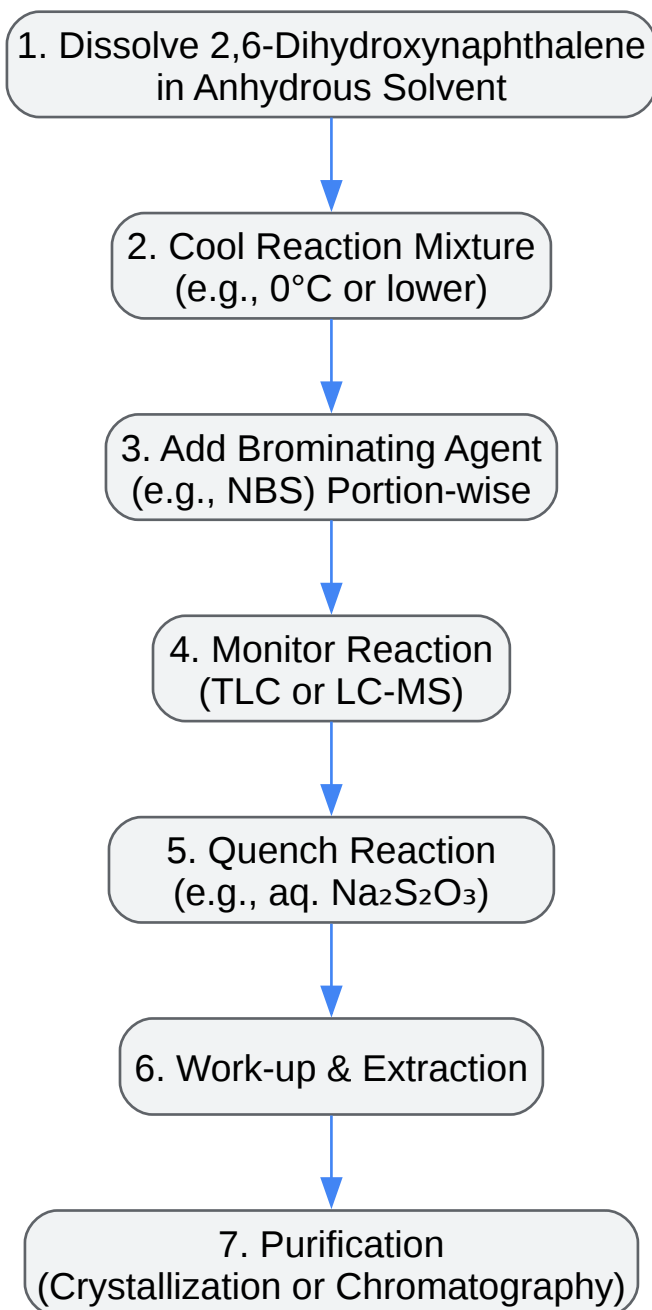 1. Dissolve 2,6-Dihydroxynaphthalene
in Anhydrous Solvent
2. Cool Reaction Mixture
(e.g., 0°C or lower)
3. Add Brominating Agent
(e.g., NBS) Portion-wise
4. Monitor Reaction
(TLC or LC-MS)
5. Quench Reaction
(e.g., aq. Na₂S₂O₃)
6. Work-up & Extraction
7. Purification
(Crystallization or Chromatography)